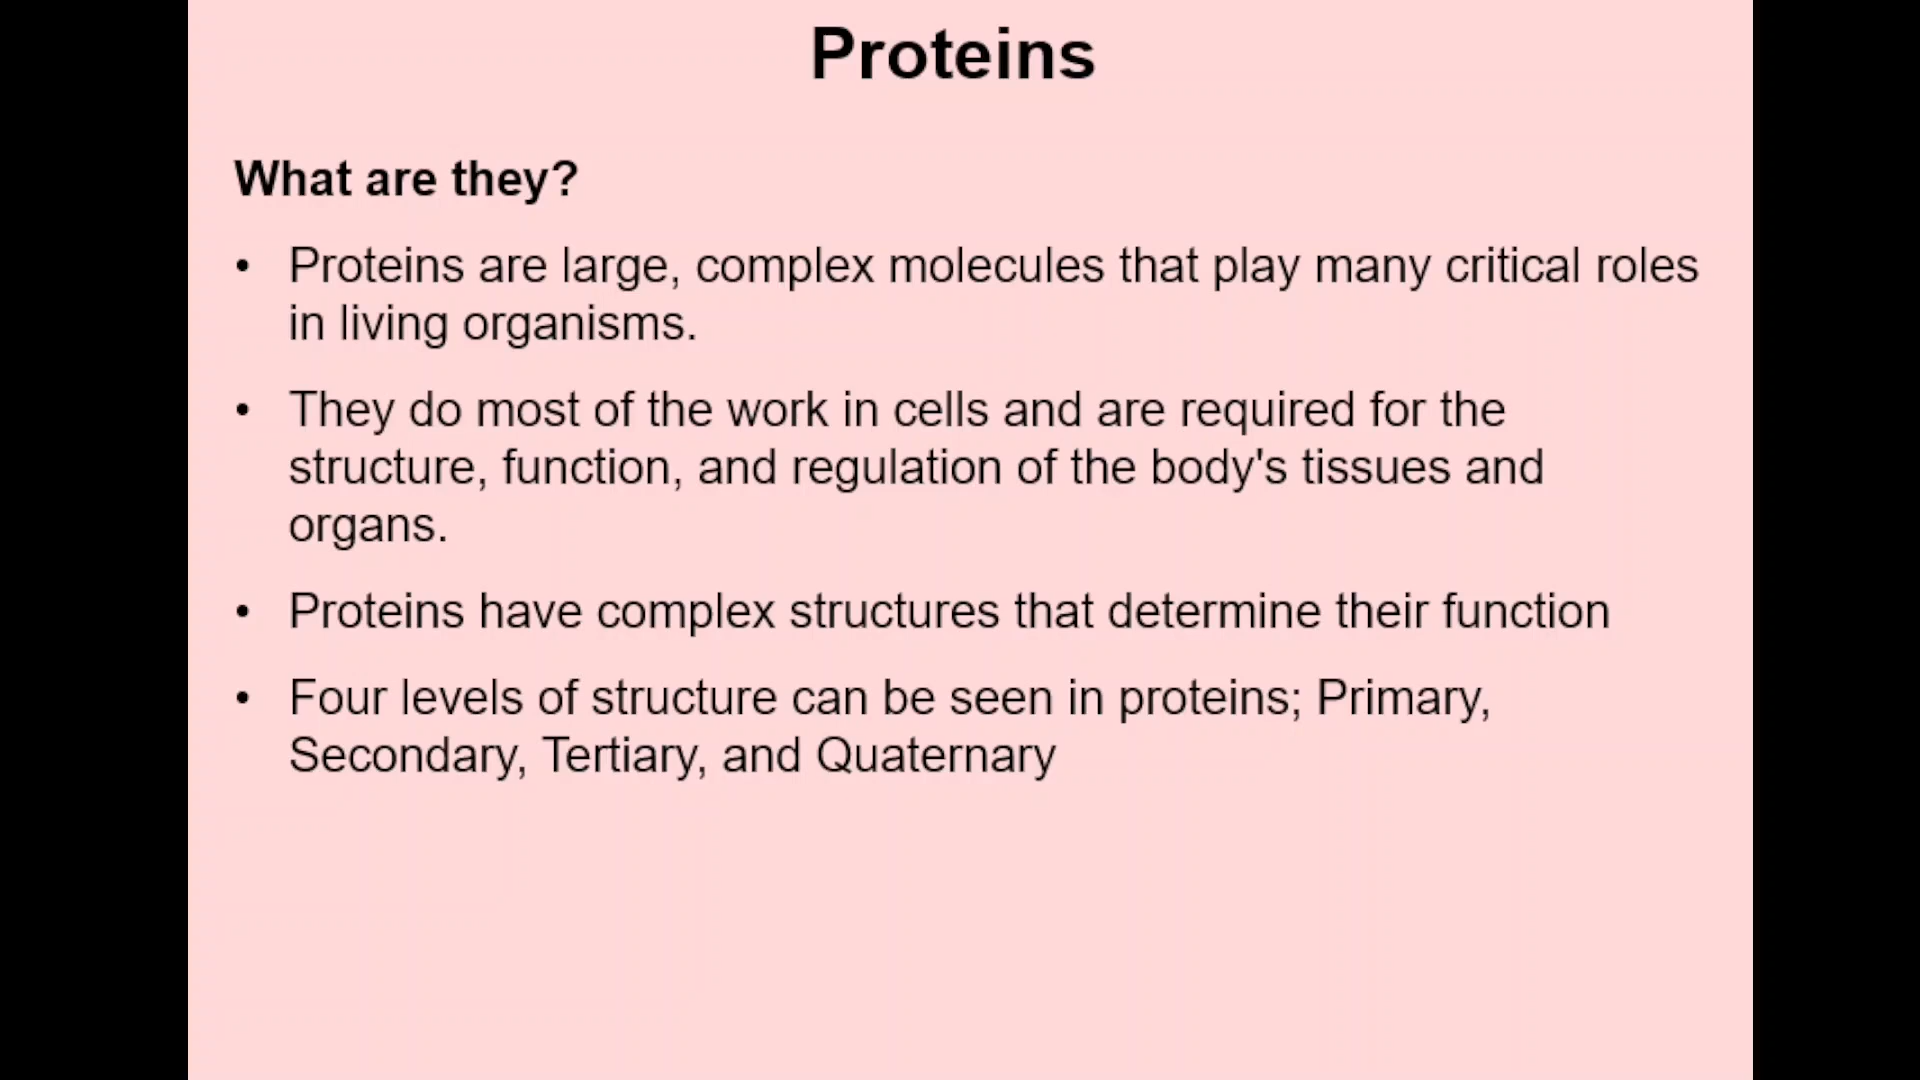 Proteins
What are they?
• Proteins are large, complex molecules that play many critical roles
in living organisms.
• They do most of the work in cells and are required for the
structure, function, and regulation of the body's tissues and
organs.
• Proteins have complex structures that determine their function
• Four levels of structure can be seen in proteins; Primary,
Secondary, Tertiary, and Quaternary